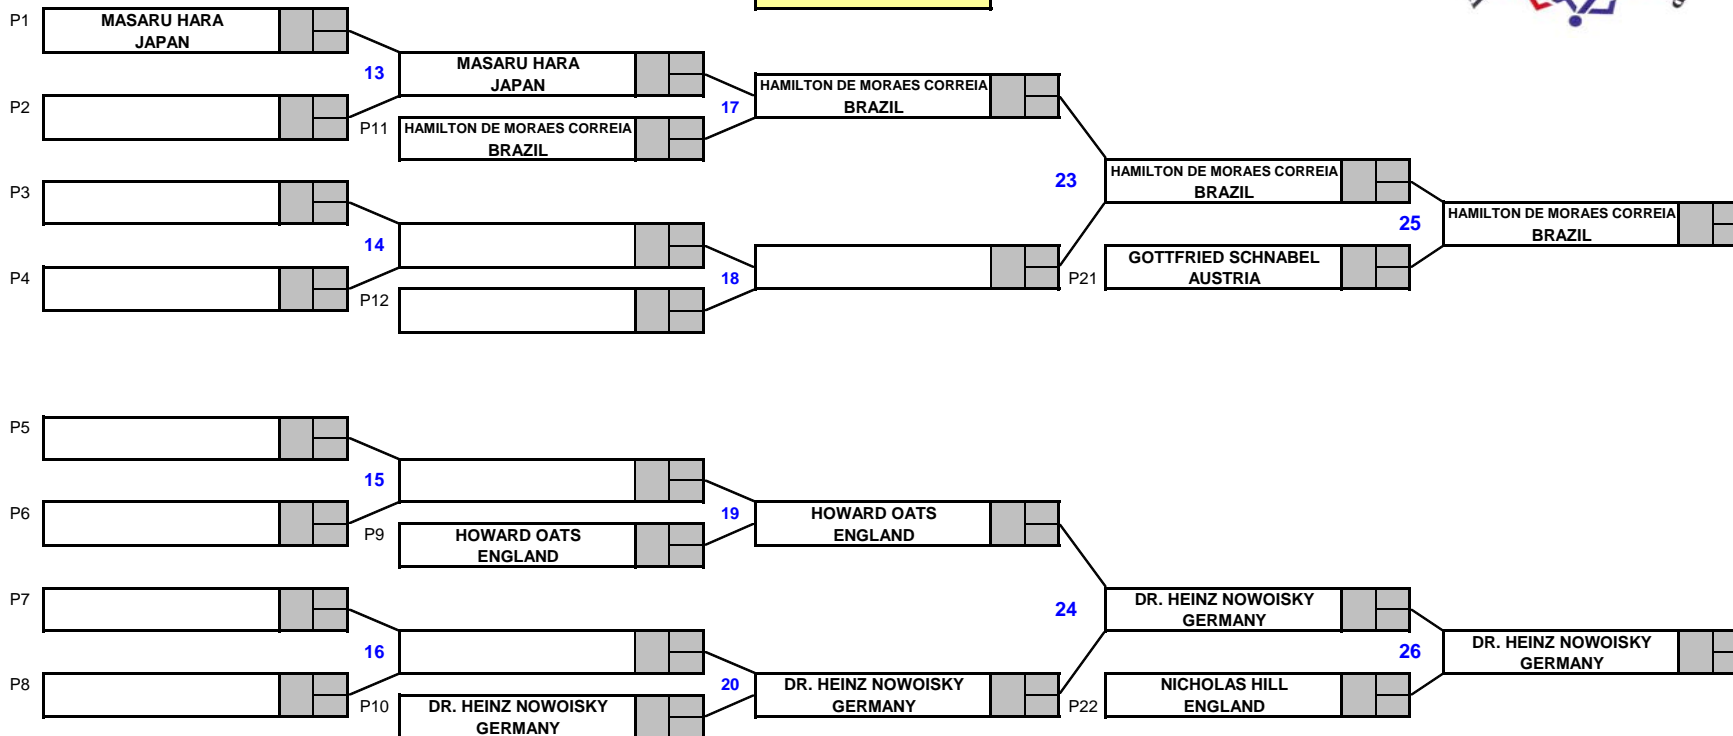 P1
MASARU HARA
JAPAN
13
MASARU HARA
JAPAN
P2
P11
HAMILTON DE MORAES CORREIA
BRAZIL
17
HAMILTON DE MORAES CORREIA
BRAZIL
P3
14
P4
P12
18
23
HAMILTON DE MORAES CORREIA
BRAZIL
P21
GOTTFRIED SCHNABEL
AUSTRIA
25
HAMILTON DE MORAES CORREIA
BRAZIL
P5
15
P6
P9
HOWARD OATS
ENGLAND
19
HOWARD OATS
ENGLAND
P7
16
P8
P10
DR. HEINZ NOWOISKY
GERMANY
20
DR. HEINZ NOWOISKY
GERMANY
24
DR. HEINZ NOWOISKY
GERMANY
P22
NICHOLAS HILL
ENGLAND
26
DR. HEINZ NOWOISKY
GERMANY